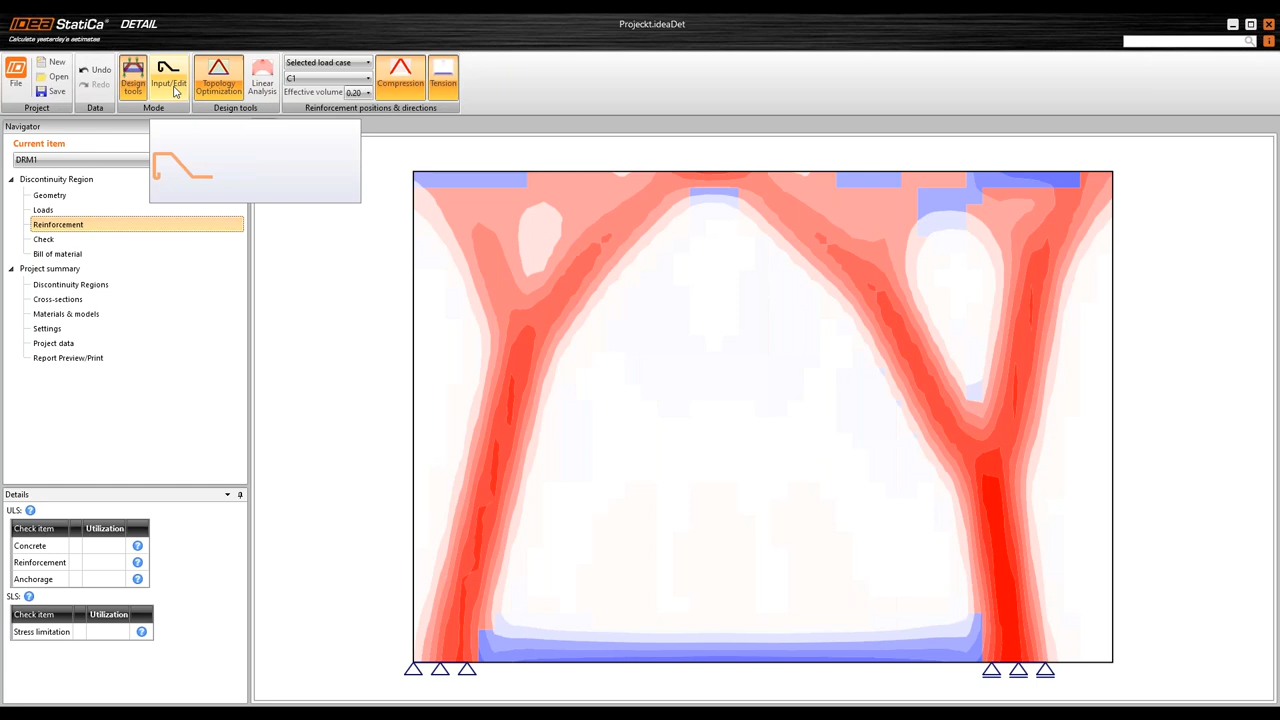 IDEA StatiCa® DETAIL
Calculate yesterday's estimates
Projeckt.ideaDet
File
New
Open
Save
Project
Undo
Redo
Data
Design tools
Input/Edit
Mode
Topology Optimization
Linear Analysis
Design tools
Selected load case
C1
Effective volume 0.20
Compression
Tension
Reinforcement positions & directions
Navigator
Current item
DRM1
Discontinuity Region
Geometry
Loads
Reinforcement
Check
Bill of material
Project summary
Discontinuity Regions
Cross-sections
Materials & models
Settings
Project data
Report Preview/Print
Details
ULS:
Check item Utilization
Concrete
Reinforcement
Anchorage
SLS:
Check item Utilization
Stress limitation